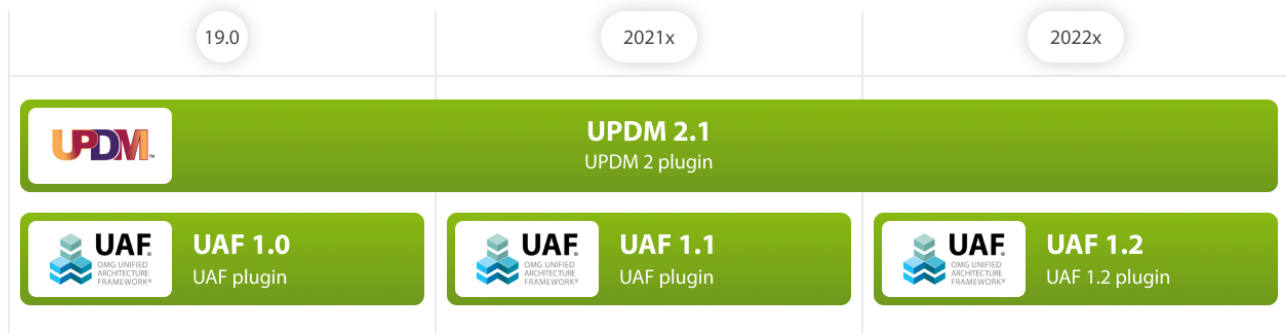 19.0
2021x
2022x
UPDM™
UPDM 2.1
UPDM 2 plugin
UAF®
OMG UNIFIED
ARCHITECTURE
FRAMEWORK®
UAF 1.0
UAF plugin
UAF®
OMG UNIFIED
ARCHITECTURE
FRAMEWORK®
UAF 1.1
UAF plugin
UAF®
OMG UNIFIED
ARCHITECTURE
FRAMEWORK®
UAF 1.2
UAF 1.2 plugin